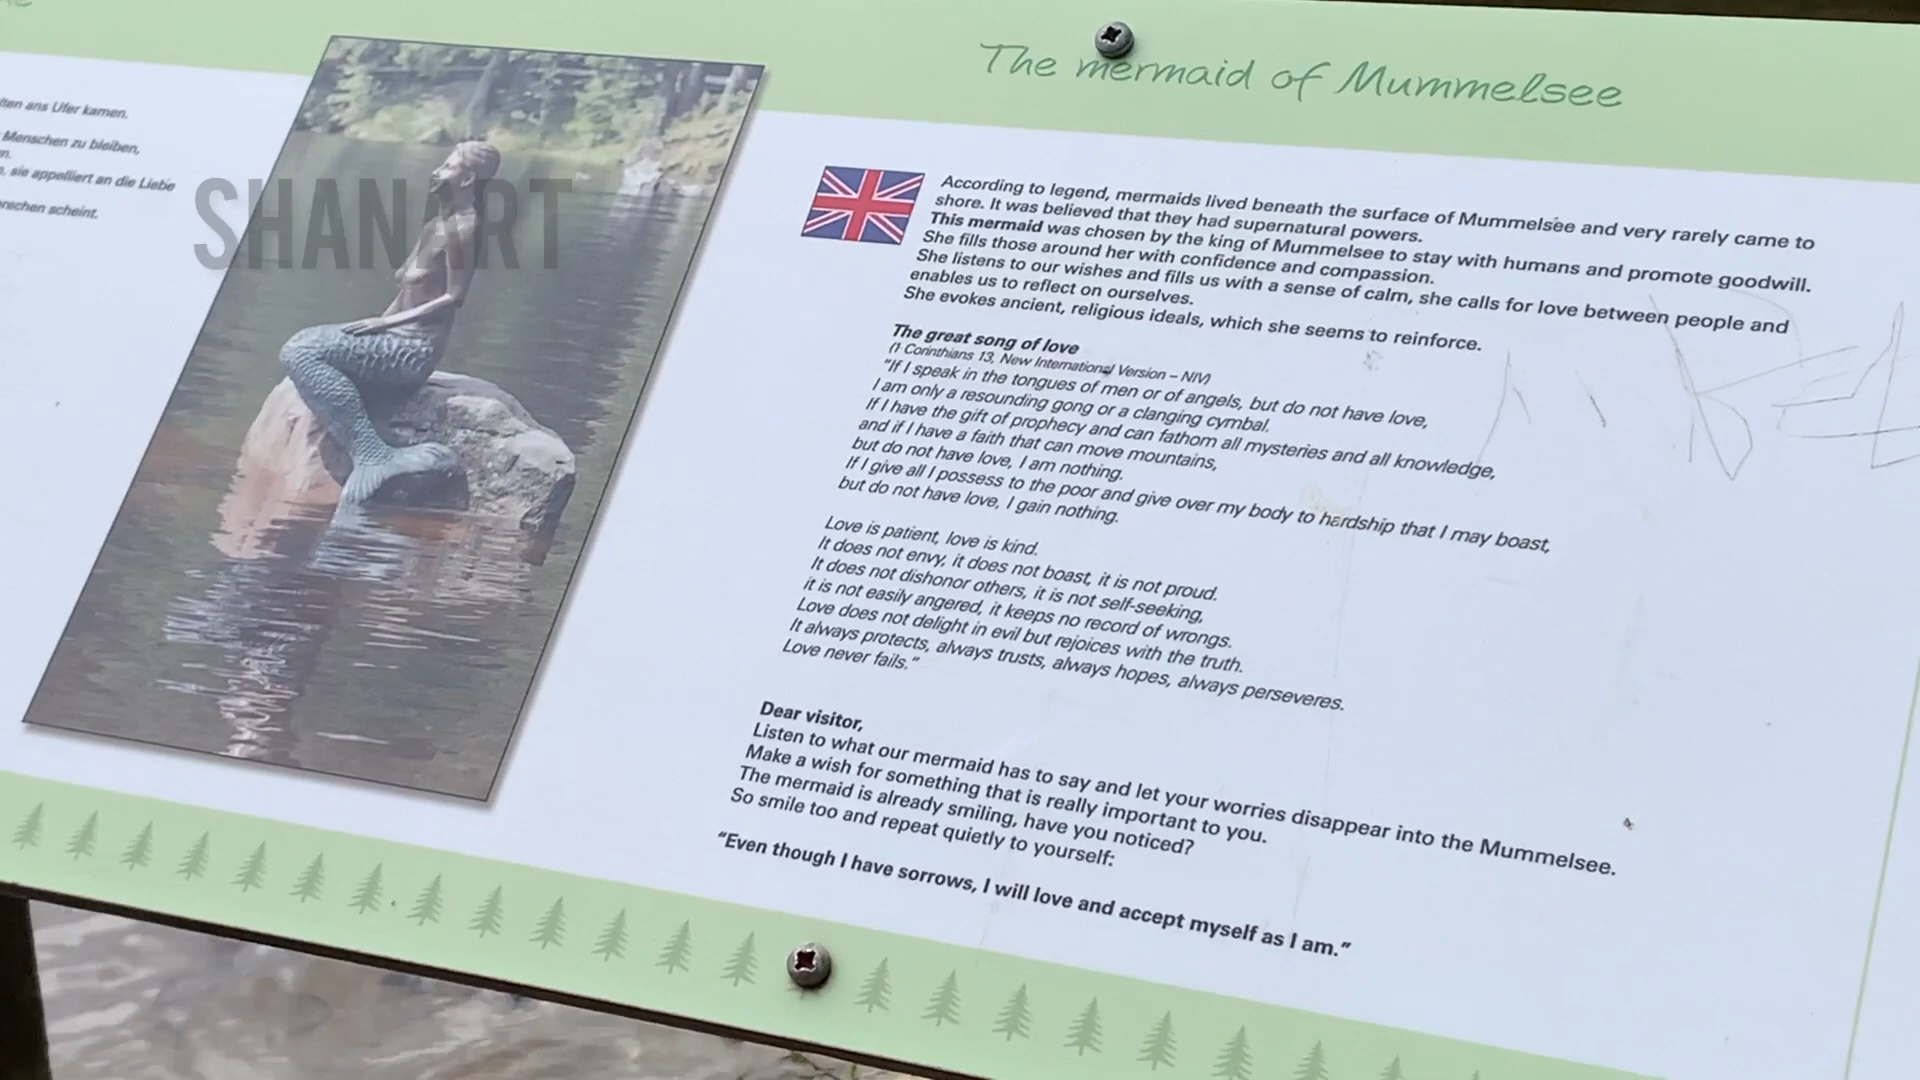 ten ans Ufer kamen.
Menschen zu bleiben,
sie appelliert an die Liebe
nschen scheint.
SHANART
The mermaid of Mummelsee
According to legend, mermaids lived beneath the surface of Mummelsee and very rarely came to
shore. It was believed that they had supernatural powers.
This mermaid was chosen by the king of Mummelsee to stay with humans and promote goodwill.
She fills those around her with confidence and compassion.
She listens to our wishes and fills us with a sense of calm, she calls for love between people and
enables us to reflect on ourselves.
She evokes ancient, religious ideals, which she seems to reinforce.
The great song of love
(1 Corinthians 13, New International Version – NIV)
"If I speak in the tongues of men or of angels, but do not have love,
I am only a resounding gong or a clanging cymbal.
If I have the gift of prophecy and can fathom all mysteries and all knowledge,
and if I have a faith that can move mountains,
but do not have love, I am nothing.
If I give all I possess to the poor and give over my body to hardship that I may boast,
but do not have love, I gain nothing.
Love is patient, love is kind.
It does not envy, it does not boast, it is not proud.
It does not dishonor others, it is not self-seeking,
it is not easily angered, it keeps no record of wrongs.
Love does not delight in evil but rejoices with the truth.
It always protects, always trusts, always hopes, always perseveres.
Love never fails."
Dear visitor,
Listen to what our mermaid has to say and let your worries disappear into the Mummelsee.
Make a wish for something that is really important to you.
The mermaid is already smiling, have you noticed?
So smile too and repeat quietly to yourself:
"Even though I have sorrows, I will love and accept myself as I am."